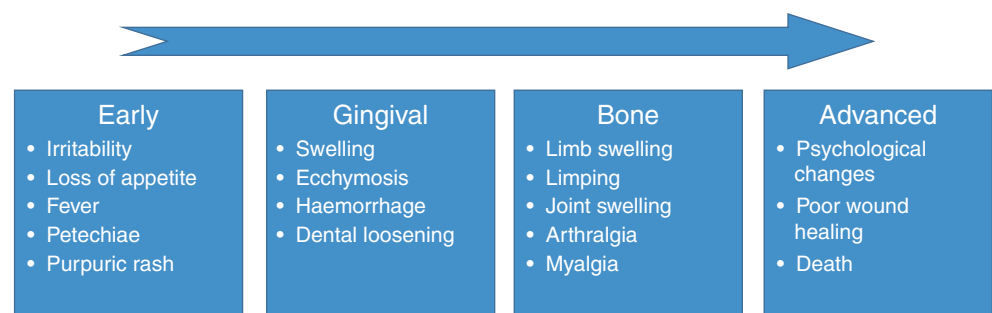 Early
• Irritability
• Loss of appetite
• Fever
• Petechiae
• Purpuric rash
Gingival
• Swelling
• Ecchymosis
• Haemorrhage
• Dental loosening
Bone
• Limb swelling
• Limping
• Joint swelling
• Arthralgia
• Myalgia
Advanced
• Psychological
changes
• Poor wound
healing
• Death